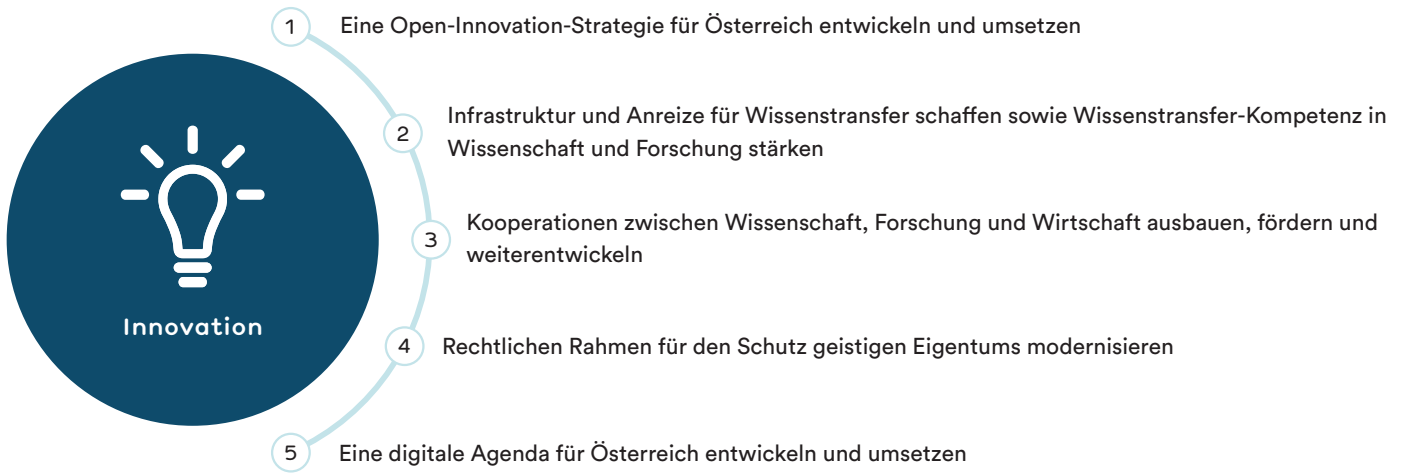 1 Eine Open-Innovation-Strategie für Österreich entwickeln und umsetzen
2 Infrastruktur und Anreize für Wissenstransfer schaffen sowie Wissenstransfer-Kompetenz in
Wissenschaft und Forschung stärken
3 Kooperationen zwischen Wissenschaft, Forschung und Wirtschaft ausbauen, fördern und
weiterentwickeln
Innovation
4 Rechtlichen Rahmen für den Schutz geistigen Eigentums modernisieren
5 Eine digitale Agenda für Österreich entwickeln und umsetzen